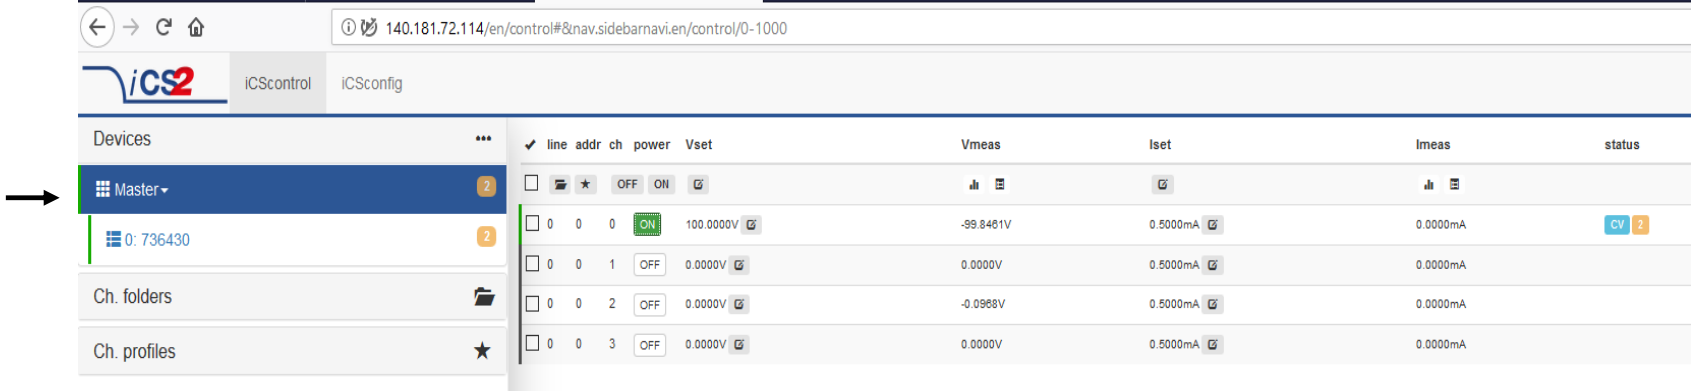 140.181.72.114/en/control#&nav.sidebarnavi.en/control/0-1000
iCS2 iCScontrol iCSconfig
Devices
Master 2
0: 736430 2
Ch. folders
Ch. profiles
line addr ch power Vset Vmeas Iset Imeas status
OFF ON
0 0 0 ON 100.0000V -99.8461V 0.5000mA 0.0000mA CV 2
0 0 1 OFF 0.0000V 0.0000V 0.5000mA 0.0000mA
0 0 2 OFF 0.0000V -0.0968V 0.5000mA 0.0000mA
0 0 3 OFF 0.0000V 0.0000V 0.5000mA 0.0000mA